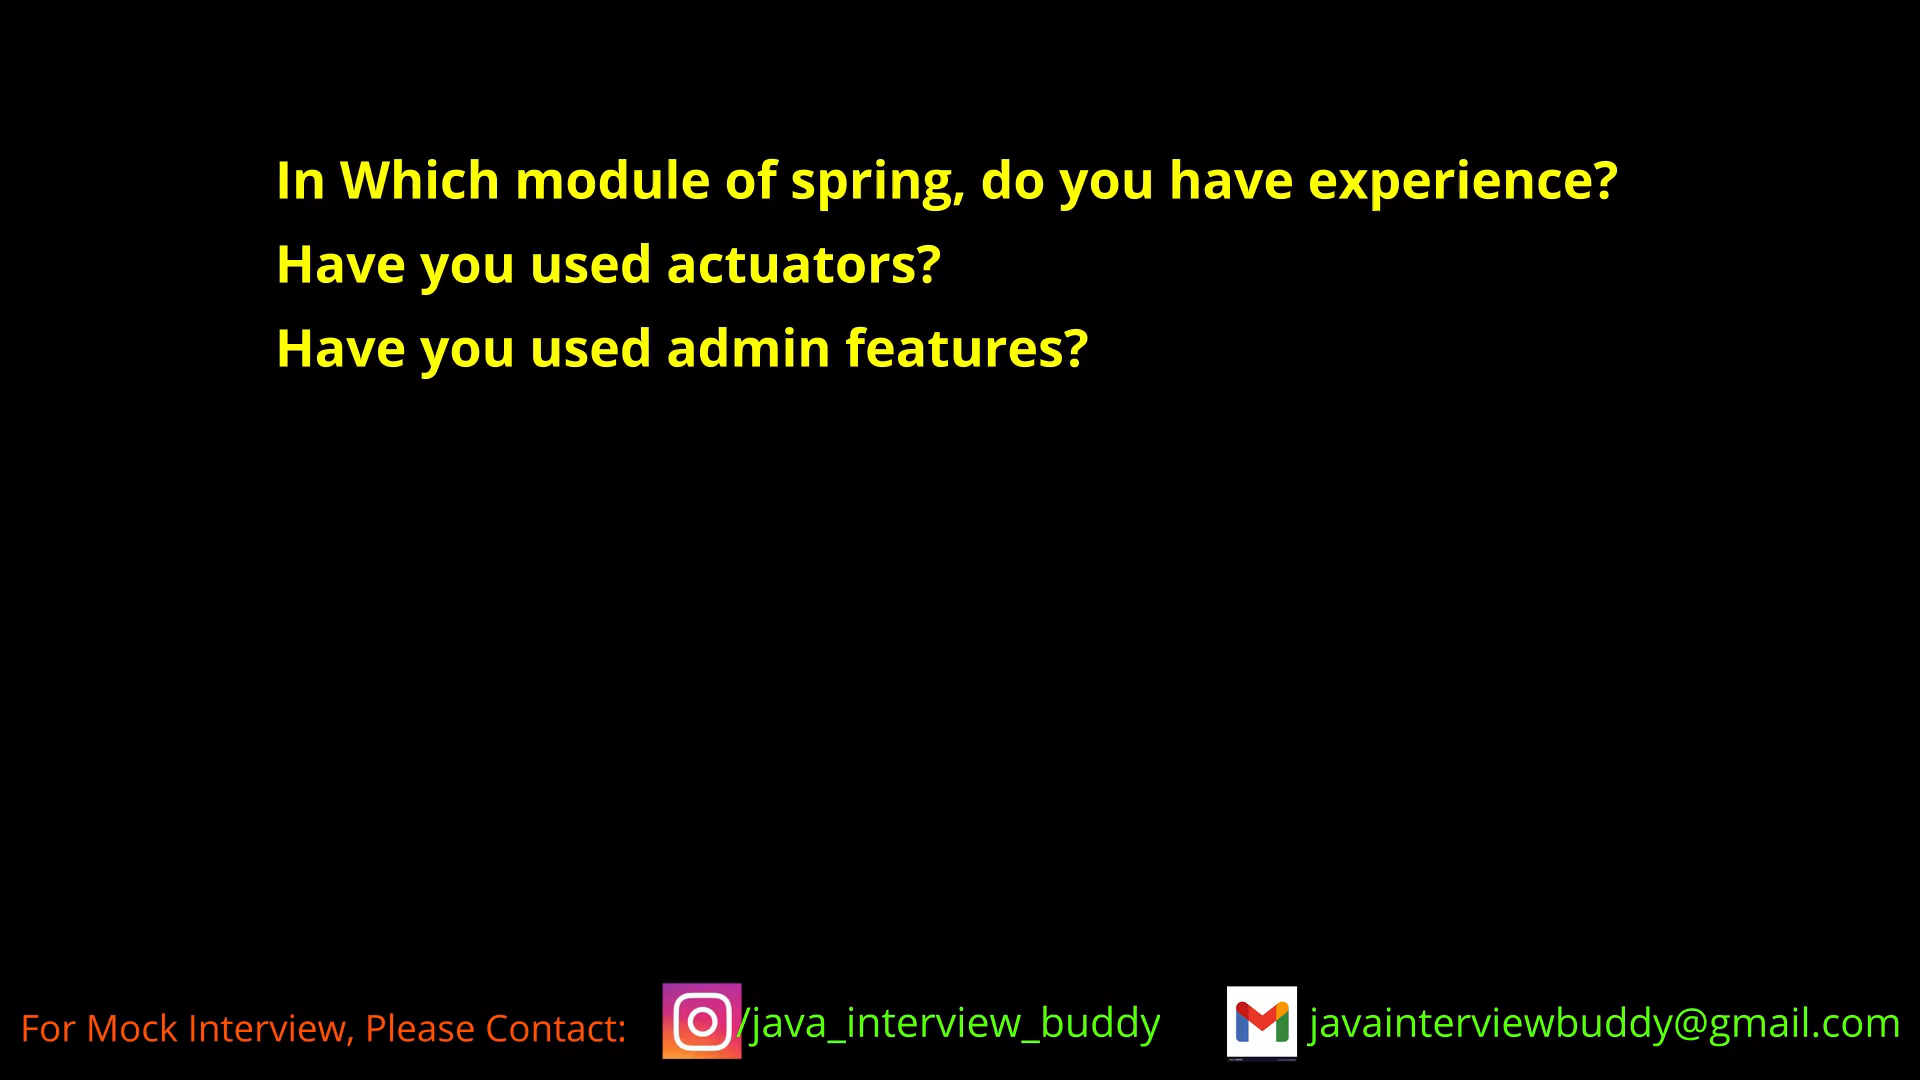 In Which module of spring, do you have experience?
Have you used actuators?
Have you used admin features?
For Mock Interview, Please Contact: /java_interview_buddy javainterviewbuddy@gmail.com